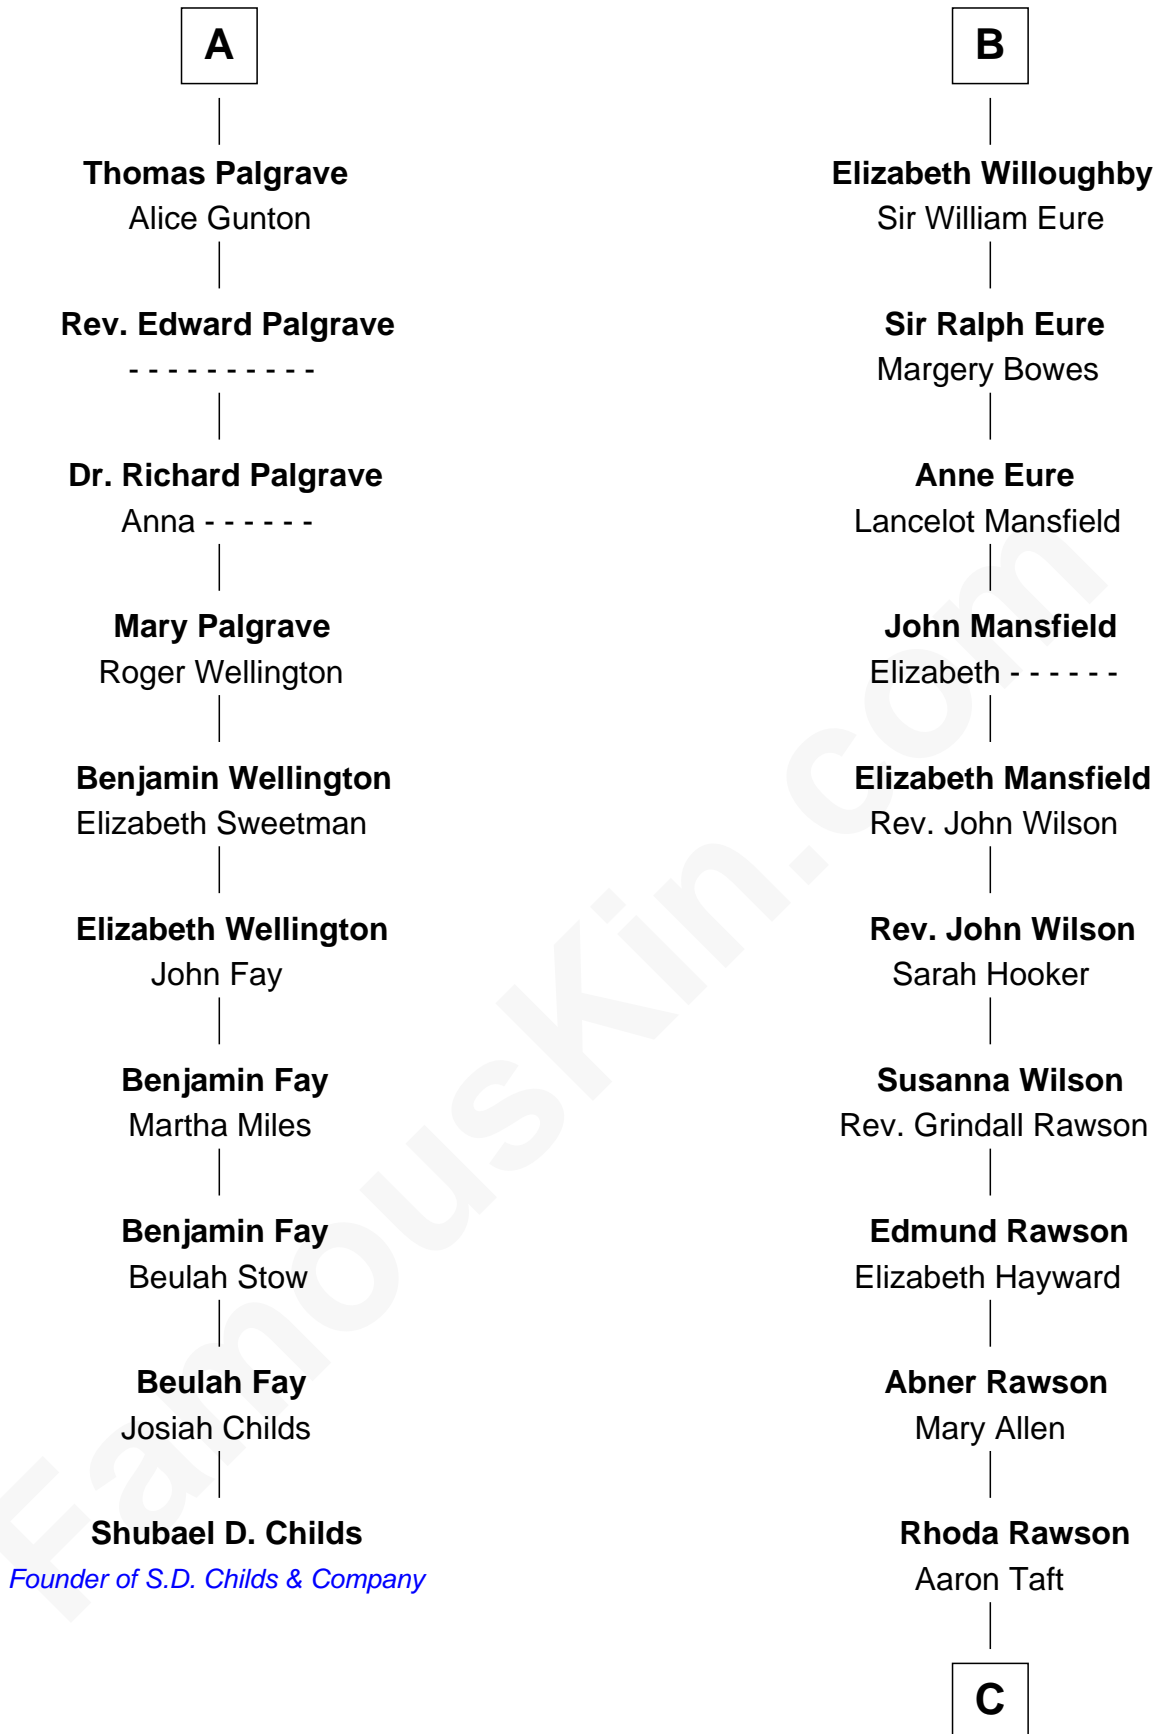 A
Thomas Palgrave
Alice Gunton
Rev. Edward Palgrave
- - - - - - - - - -
Dr. Richard Palgrave
Anna - - - - - -
Mary Palgrave
Roger Wellington
Benjamin Wellington
Elizabeth Sweetman
Elizabeth Wellington
John Fay
Benjamin Fay
Martha Miles
Benjamin Fay
Beulah Stow
Beulah Fay
Josiah Childs
Shubael D. Childs
Founder of S.D. Childs & Company
B
Elizabeth Willoughby
Sir William Eure
Sir Ralph Eure
Margery Bowes
Anne Eure
Lancelot Mansfield
John Mansfield
Elizabeth - - - - - -
Elizabeth Mansfield
Rev. John Wilson
Rev. John Wilson
Sarah Hooker
Susanna Wilson
Rev. Grindall Rawson
Edmund Rawson
Elizabeth Hayward
Abner Rawson
Mary Allen
Rhoda Rawson
Aaron Taft
C
FamousKin.com